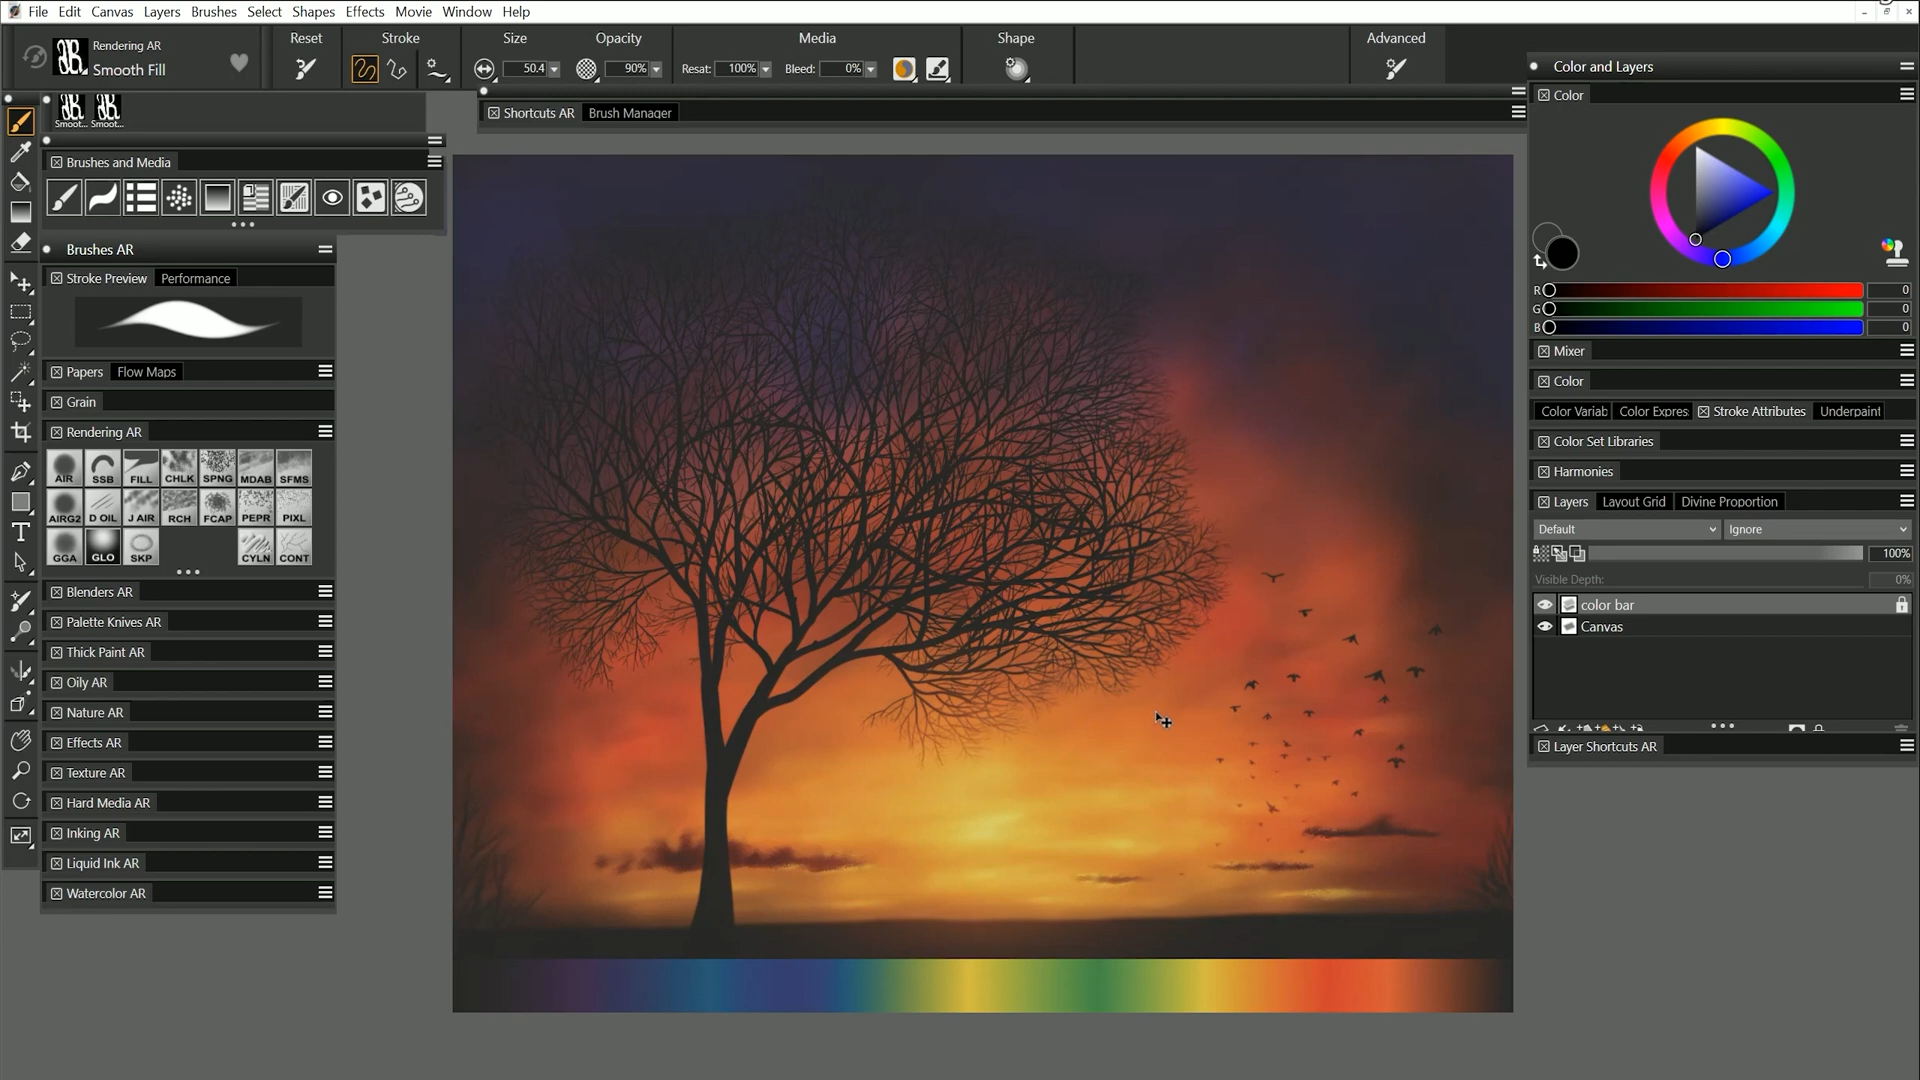 File Edit Canvas Layers Brushes Select Shapes Effects Movie Window Help
Rendering AR
Smooth Fill
Reset Stroke Size Opacity Media Shape Advanced
50.4 90% Resat: 100% Bleed: 0%
Smoot... Smoot...
Shortcuts AR Brush Manager
Brushes and Media
Brushes AR
Stroke Preview Performance
Papers Flow Maps
Grain
Rendering AR
AIR SSB FILL CHLK SPNG MDAB SFMS
AIRG2 D OIL J AIR RCH FCAP PEPR PIXL
GGA GLO SKP CYLN CONT
Blenders AR
Palette Knives AR
Thick Paint AR
Oily AR
Nature AR
Effects AR
Texture AR
Hard Media AR
Inking AR
Liquid Ink AR
Watercolor AR
Color and Layers
Color
R 0
G 0
B 0
Mixer
Color
Color Variab Color Expres Stroke Attributes Underpaint
Color Set Libraries
Harmonies
Layers Layout Grid Divine Proportion
Default Ignore
100%
Visible Depth: 0%
color bar
Canvas
Layer Shortcuts AR